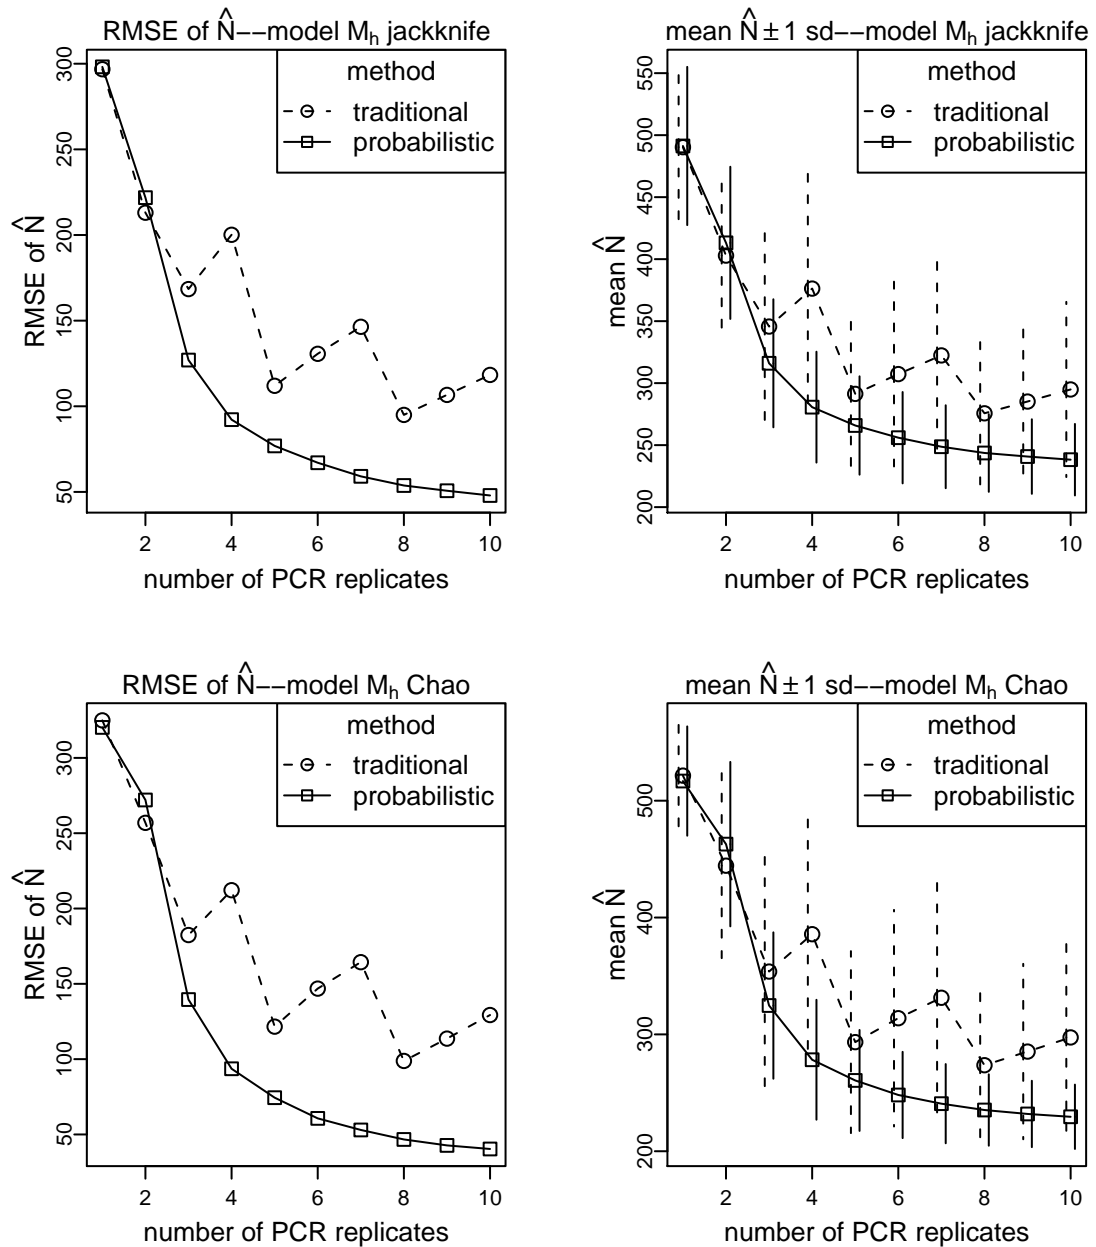 RMSE of N̂––model Mₕ jackknife
method
traditional
probabilistic
RMSE of N̂
300
250
200
150
100
50
2 4 6 8 10
number of PCR replicates
mean N̂ ± 1 sd––model Mₕ jackknife
method
traditional
probabilistic
mean N̂
550
500
450
400
350
300
250
200
2 4 6 8 10
number of PCR replicates
RMSE of N̂––model Mₕ Chao
method
traditional
probabilistic
RMSE of N̂
300
250
200
150
100
50
2 4 6 8 10
number of PCR replicates
mean N̂ ± 1 sd––model Mₕ Chao
method
traditional
probabilistic
mean N̂
500
400
300
200
2 4 6 8 10
number of PCR replicates